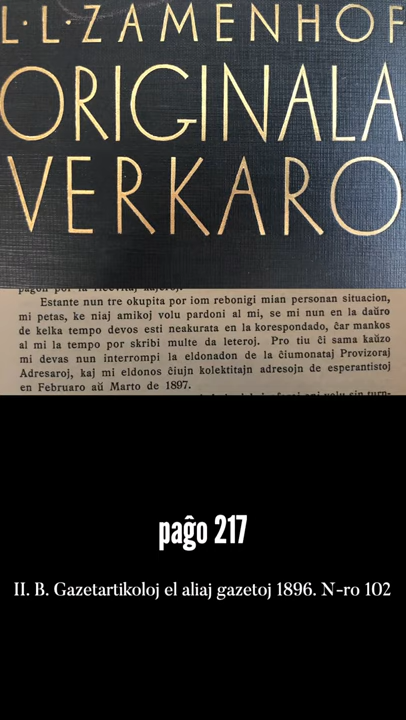 L·L·ZAMENHOF
ORIGINALA
VERKARO
Estante nun tre okupita por iom rebonigi mian personan situacion,
mi petas, ke niaj amikoj volu pardoni al mi, se mi nun en la daŭro
de kelka tempo devos esti neakurata en la korespondado, ĉar mankos
al mi la tempo por skribi multe da leteroj. Pro tiu ĉi sama kaŭzo
mi devas nun interrompi la eldonadon de la ĉiumonataj Provizoraj
Adresaroj, kaj mi eldonos ĉiujn kolektitajn adresojn de esperantistoj
en Februaro aŭ Marto de 1897.
paĝo 217
II. B. Gazetartikoloj el aliaj gazetoj 1896. N-ro 102